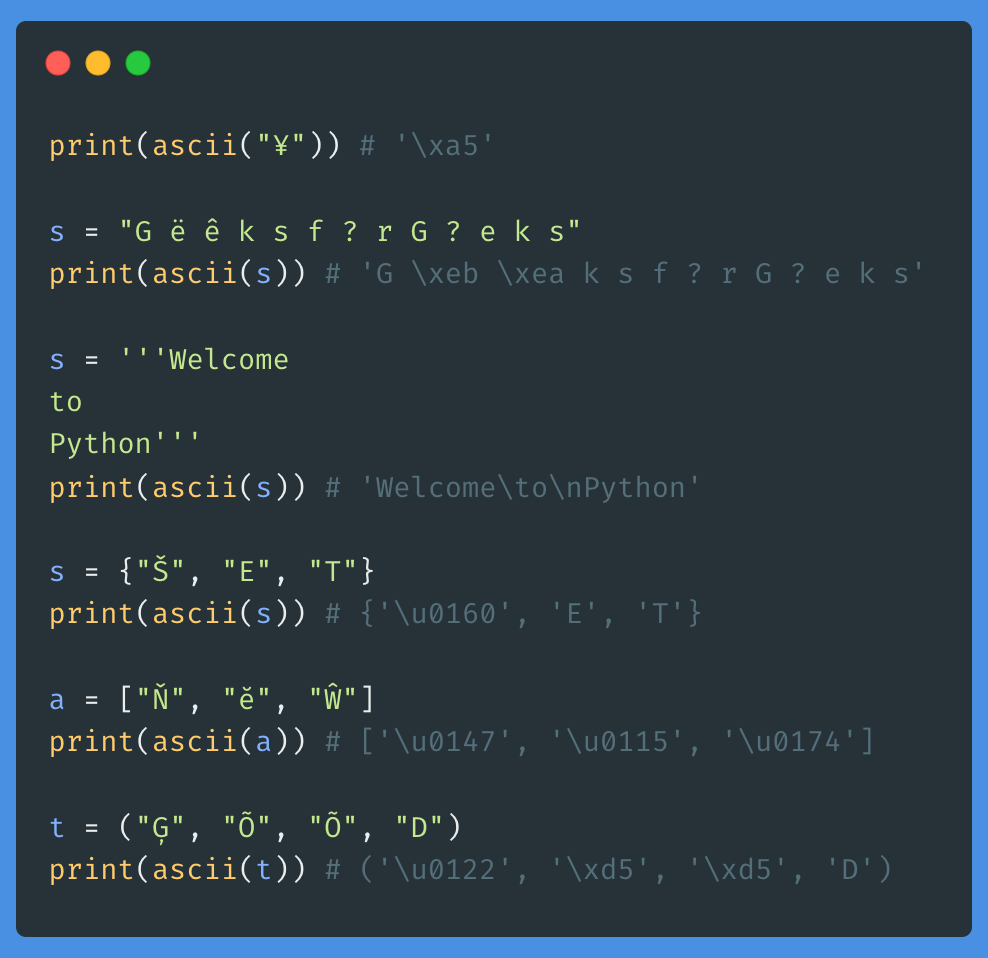 print(ascii("¥")) # '\xa5'
s = "G ë ê k s f ? r G ? e k s"
print(ascii(s)) # 'G \xeb \xea k s f ? r G ? e k s'
s = '''Welcome
to
Python'''
print(ascii(s)) # 'Welcome\to\nPython'
s = {"Š", "E", "T"}
print(ascii(s)) # {'\u0160', 'E', 'T'}
a = ["Ň", "ĕ", "Ŵ"]
print(ascii(a)) # ['\u0147', '\u0115', '\u0174']
t = ("Ģ", "Õ", "Õ", "D")
print(ascii(t)) # ('\u0122', '\xd5', '\xd5', 'D')